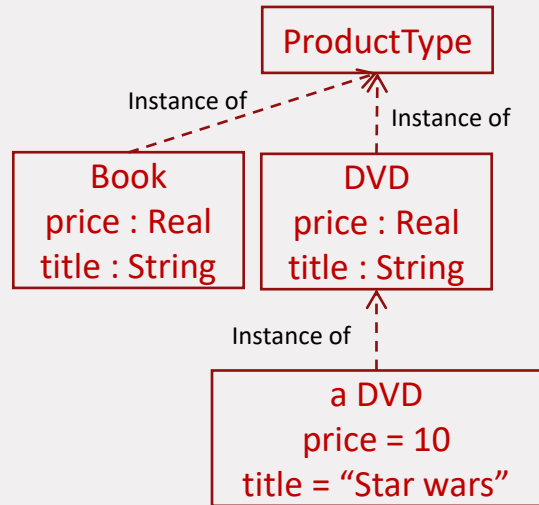 ProductType
Instance of
Instance of
Book
price : Real
title : String
DVD
price : Real
title : String
Instance of
a DVD
price = 10
title = “Star wars”